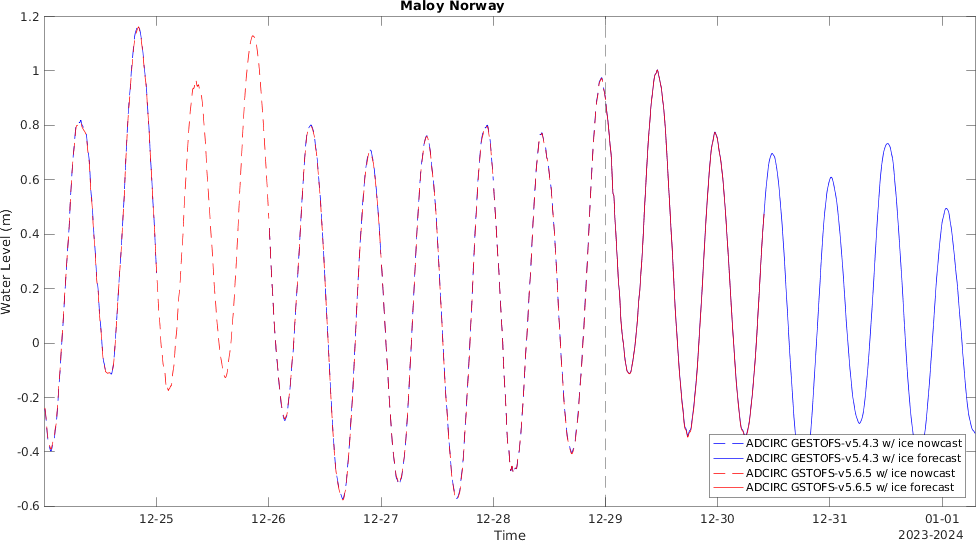 Maloy Norway
1.2
1
0.8
0.6
0.4
0.2
0
-0.2
-0.4
-0.6
Water Level (m)
ADCIRC GESTOFS-v5.4.3 w/ ice nowcast
ADCIRC GESTOFS-v5.4.3 w/ ice forecast
ADCIRC GSTOFS-v5.6.5 w/ ice nowcast
ADCIRC GSTOFS-v5.6.5 w/ ice forecast
12-25 12-26 12-27 12-28 12-29 12-30 12-31 01-01
Time
2023-2024